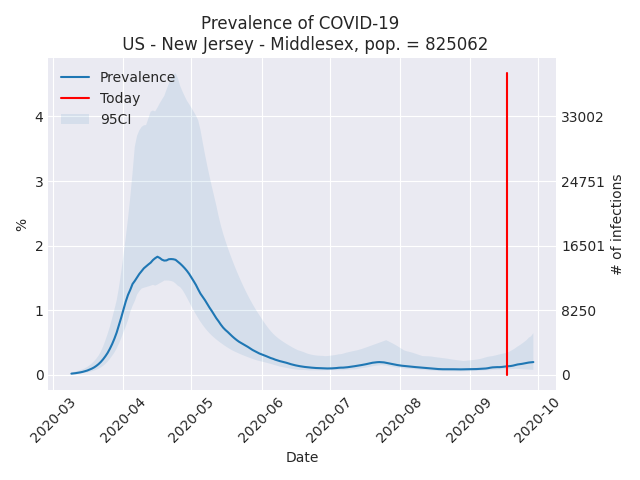 Prevalence of COVID-19
US - New Jersey - Middlesex, pop. = 825062
Prevalence
Today
95CI
4
3
2
1
0
%
33002
24751
16501
8250
0
# of infections
2020-03
2020-04
2020-05
2020-06
2020-07
2020-08
2020-09
2020-10
Date